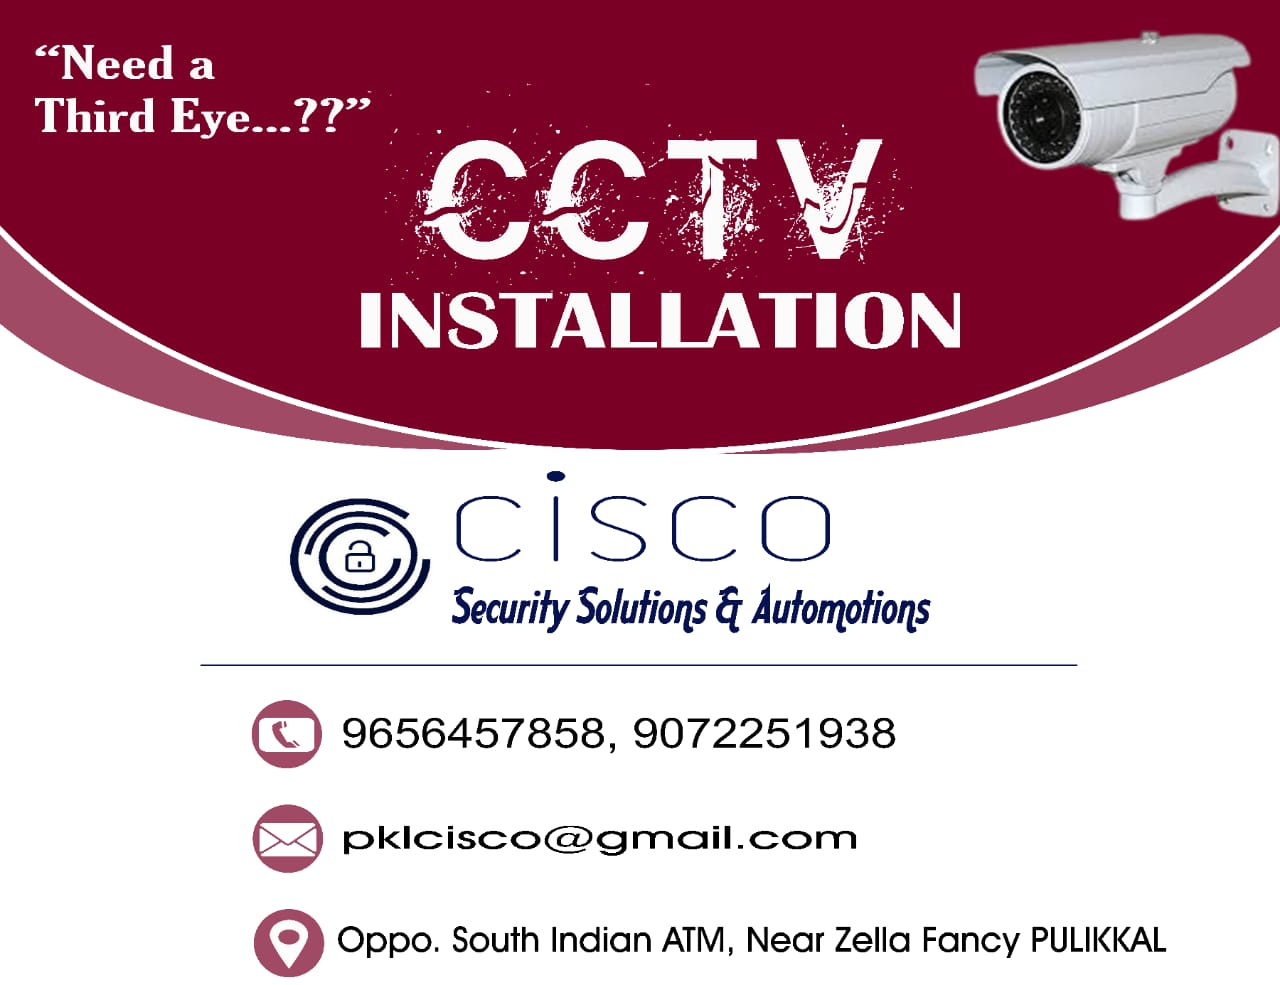 “Need a
Third Eye...??”
CCTV
INSTALLATION
cisco
Security Solutions & Automotions
9656457858, 9072251938
pklcisco@gmail.com
Oppo. South Indian ATM, Near Zella Fancy PULIKKAL